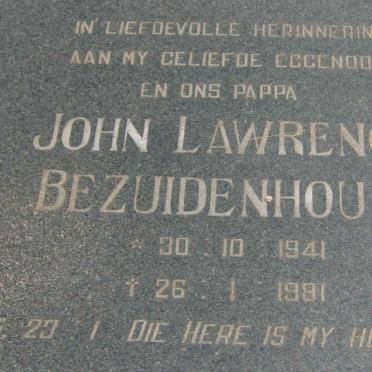 IN LIEFDEVOLLE HERINNERIN
AAN MY GELIEFDE EGGENOO
EN ONS PAPPA
JOHN LAWRENC
BEZUIDENHOU
* 30 . 10 . 1941
† 26 . 1 . 1981
. 23 : 1 DIE HERE IS MY HE